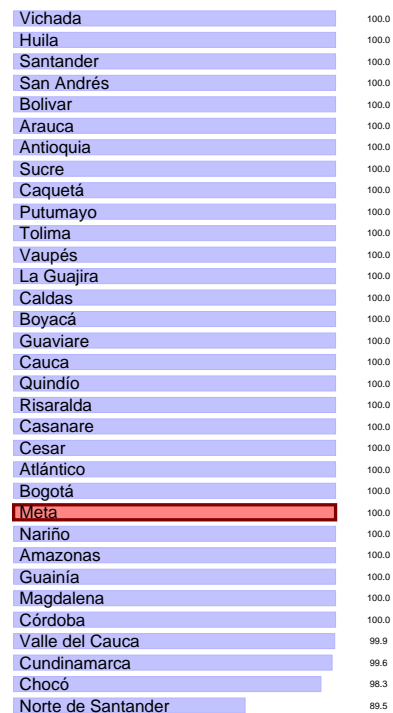 Vichada 100.0
Huila 100.0
Santander 100.0
San Andrés 100.0
Bolivar 100.0
Arauca 100.0
Antioquia 100.0
Sucre 100.0
Caquetá 100.0
Putumayo 100.0
Tolima 100.0
Vaupés 100.0
La Guajira 100.0
Caldas 100.0
Boyacá 100.0
Guaviare 100.0
Cauca 100.0
Quindío 100.0
Risaralda 100.0
Casanare 100.0
Cesar 100.0
Atlántico 100.0
Bogotá 100.0
Meta 100.0
Nariño 100.0
Amazonas 100.0
Guainía 100.0
Magdalena 100.0
Córdoba 100.0
Valle del Cauca 99.9
Cundinamarca 99.6
Chocó 98.3
Norte de Santander 89.5